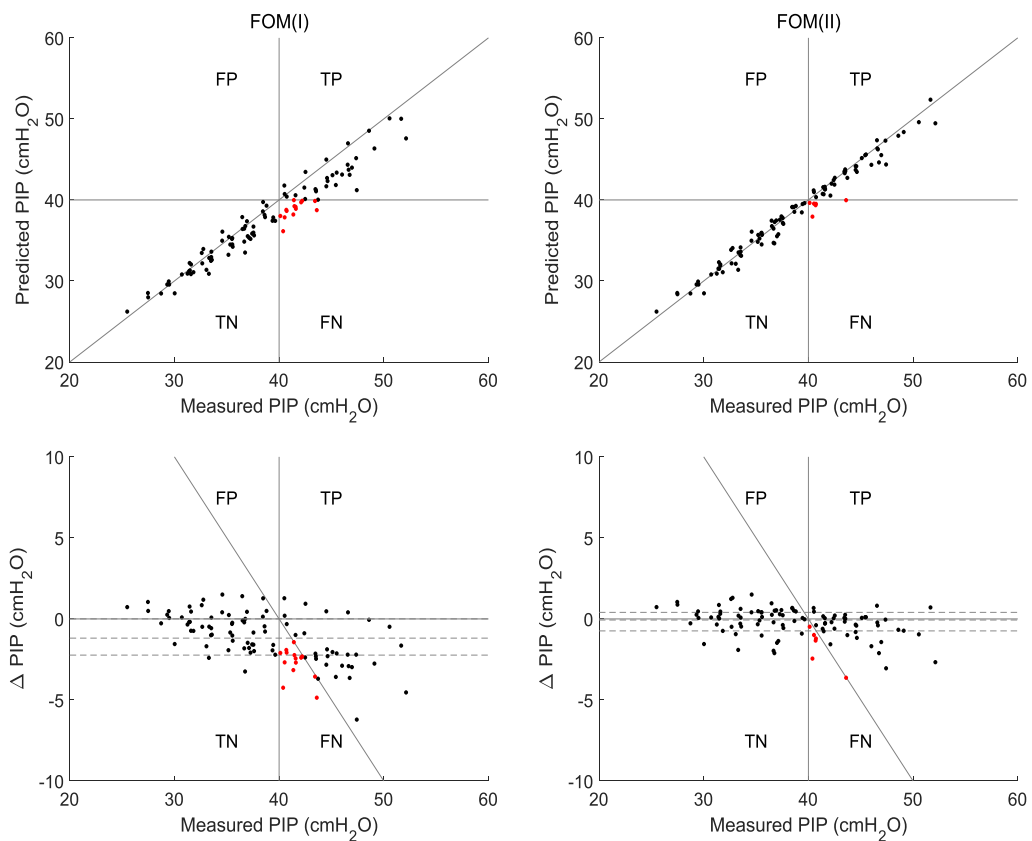 FOM(I)
60
50
40
30
20
20 30 40 50 60
FP TP
TN FN
Predicted PIP (cmH2O)
Measured PIP (cmH2O)
FOM(II)
60
50
40
30
20
20 30 40 50 60
FP TP
TN FN
Predicted PIP (cmH2O)
Measured PIP (cmH2O)
10
5
0
-5
-10
20 30 40 50 60
FP TP
TN FN
Δ PIP (cmH2O)
Measured PIP (cmH2O)
10
5
0
-5
-10
20 30 40 50 60
FP TP
TN FN
Δ PIP (cmH2O)
Measured PIP (cmH2O)